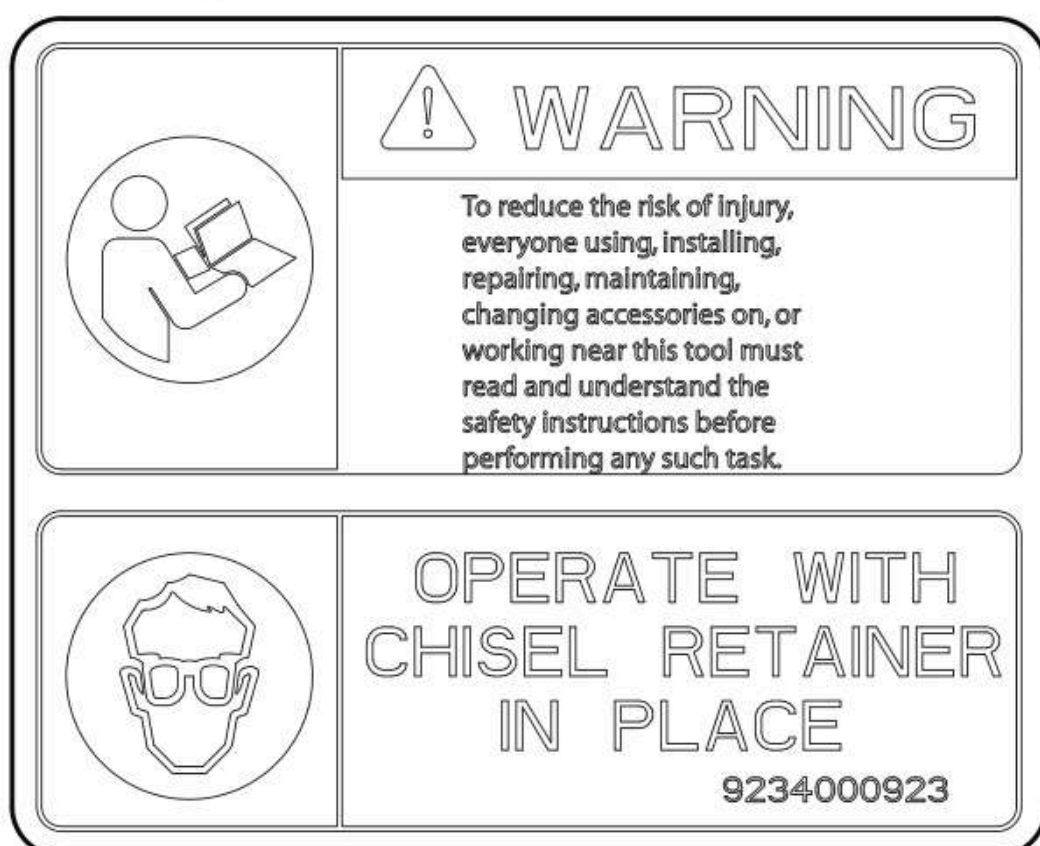 WARNING
To reduce the risk of injury,
everyone using, installing,
repairing, maintaining,
changing accessories on, or
working near this tool must
read and understand the
safety instructions before
performing any such task.
OPERATE WITH
CHISEL RETAINER
IN PLACE
9234000923